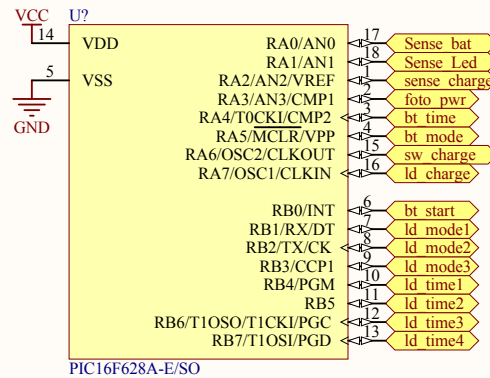 VCC
U?
14 VDD RA0/AN0 17 Sense_bat
RA1/AN1 18 Sense_Led
5 VSS RA2/AN2/VREF 1 sense_charge
RA3/AN3/CMP1 2 foto_pwr
GND RA4/T0CKI/CMP2 3 bt_time
RA5/MCLR/VPP 4 bt_mode
RA6/OSC2/CLKOUT 15 sw_charge
RA7/OSC1/CLKIN 16 ld_charge
RB0/INT 6 bt_start
RB1/RX/DT 7 ld_mode1
RB2/TX/CK 8 ld_mode2
RB3/CCP1 9 ld_mode3
RB4/PGM 10 ld_time1
RB5 11 ld_time2
RB6/T1OSO/T1CKI/PGC 12 ld_time3
RB7/T1OSI/PGD 13 ld_time4
PIC16F628A-E/SO